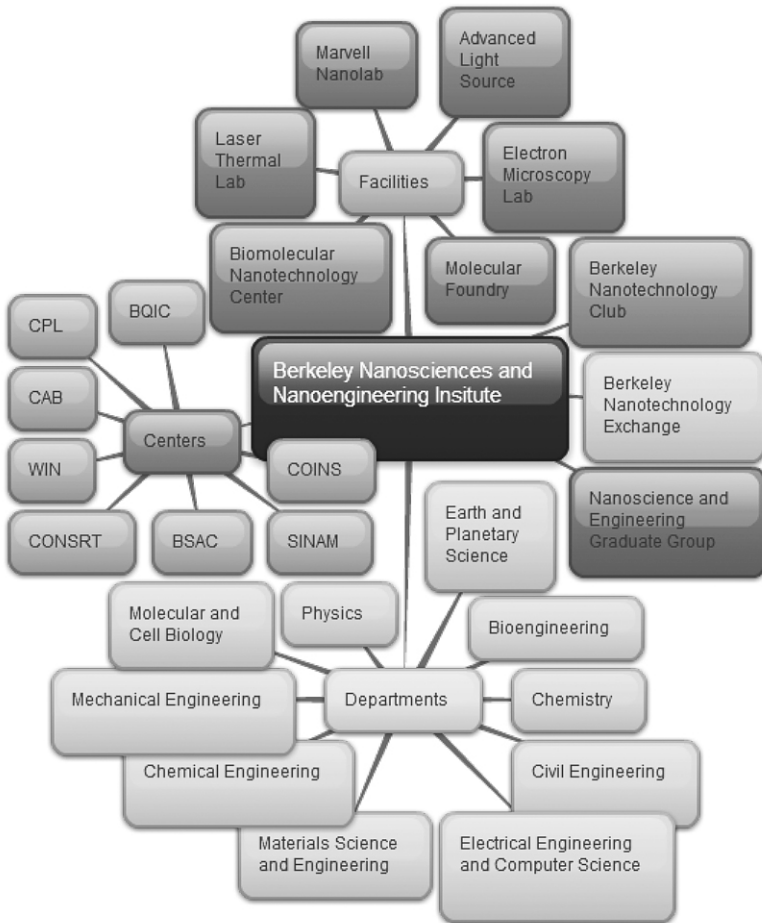 Marvell
Nanolab
Advanced
Light
Source
Laser
Thermal
Lab
Facilities
Electron
Microscopy
Lab
Biomolecular
Nanotechnology
Center
Molecular
Foundry
Berkeley
Nanotechnology
Club
CPL
BQIC
Berkeley Nanosciences and
Nanoengineering Insitute
Berkeley
Nanotechnology
Exchange
CAB
Centers
WIN
COINS
CONSRT
BSAC
SINAM
Earth and
Planetary
Science
Nanoscience and
Engineering
Graduate Group
Molecular and
Cell Biology
Physics
Bioengineering
Mechanical Engineering
Departments
Chemistry
Chemical Engineering
Civil Engineering
Materials Science
and Engineering
Electrical Engineering
and Computer Science